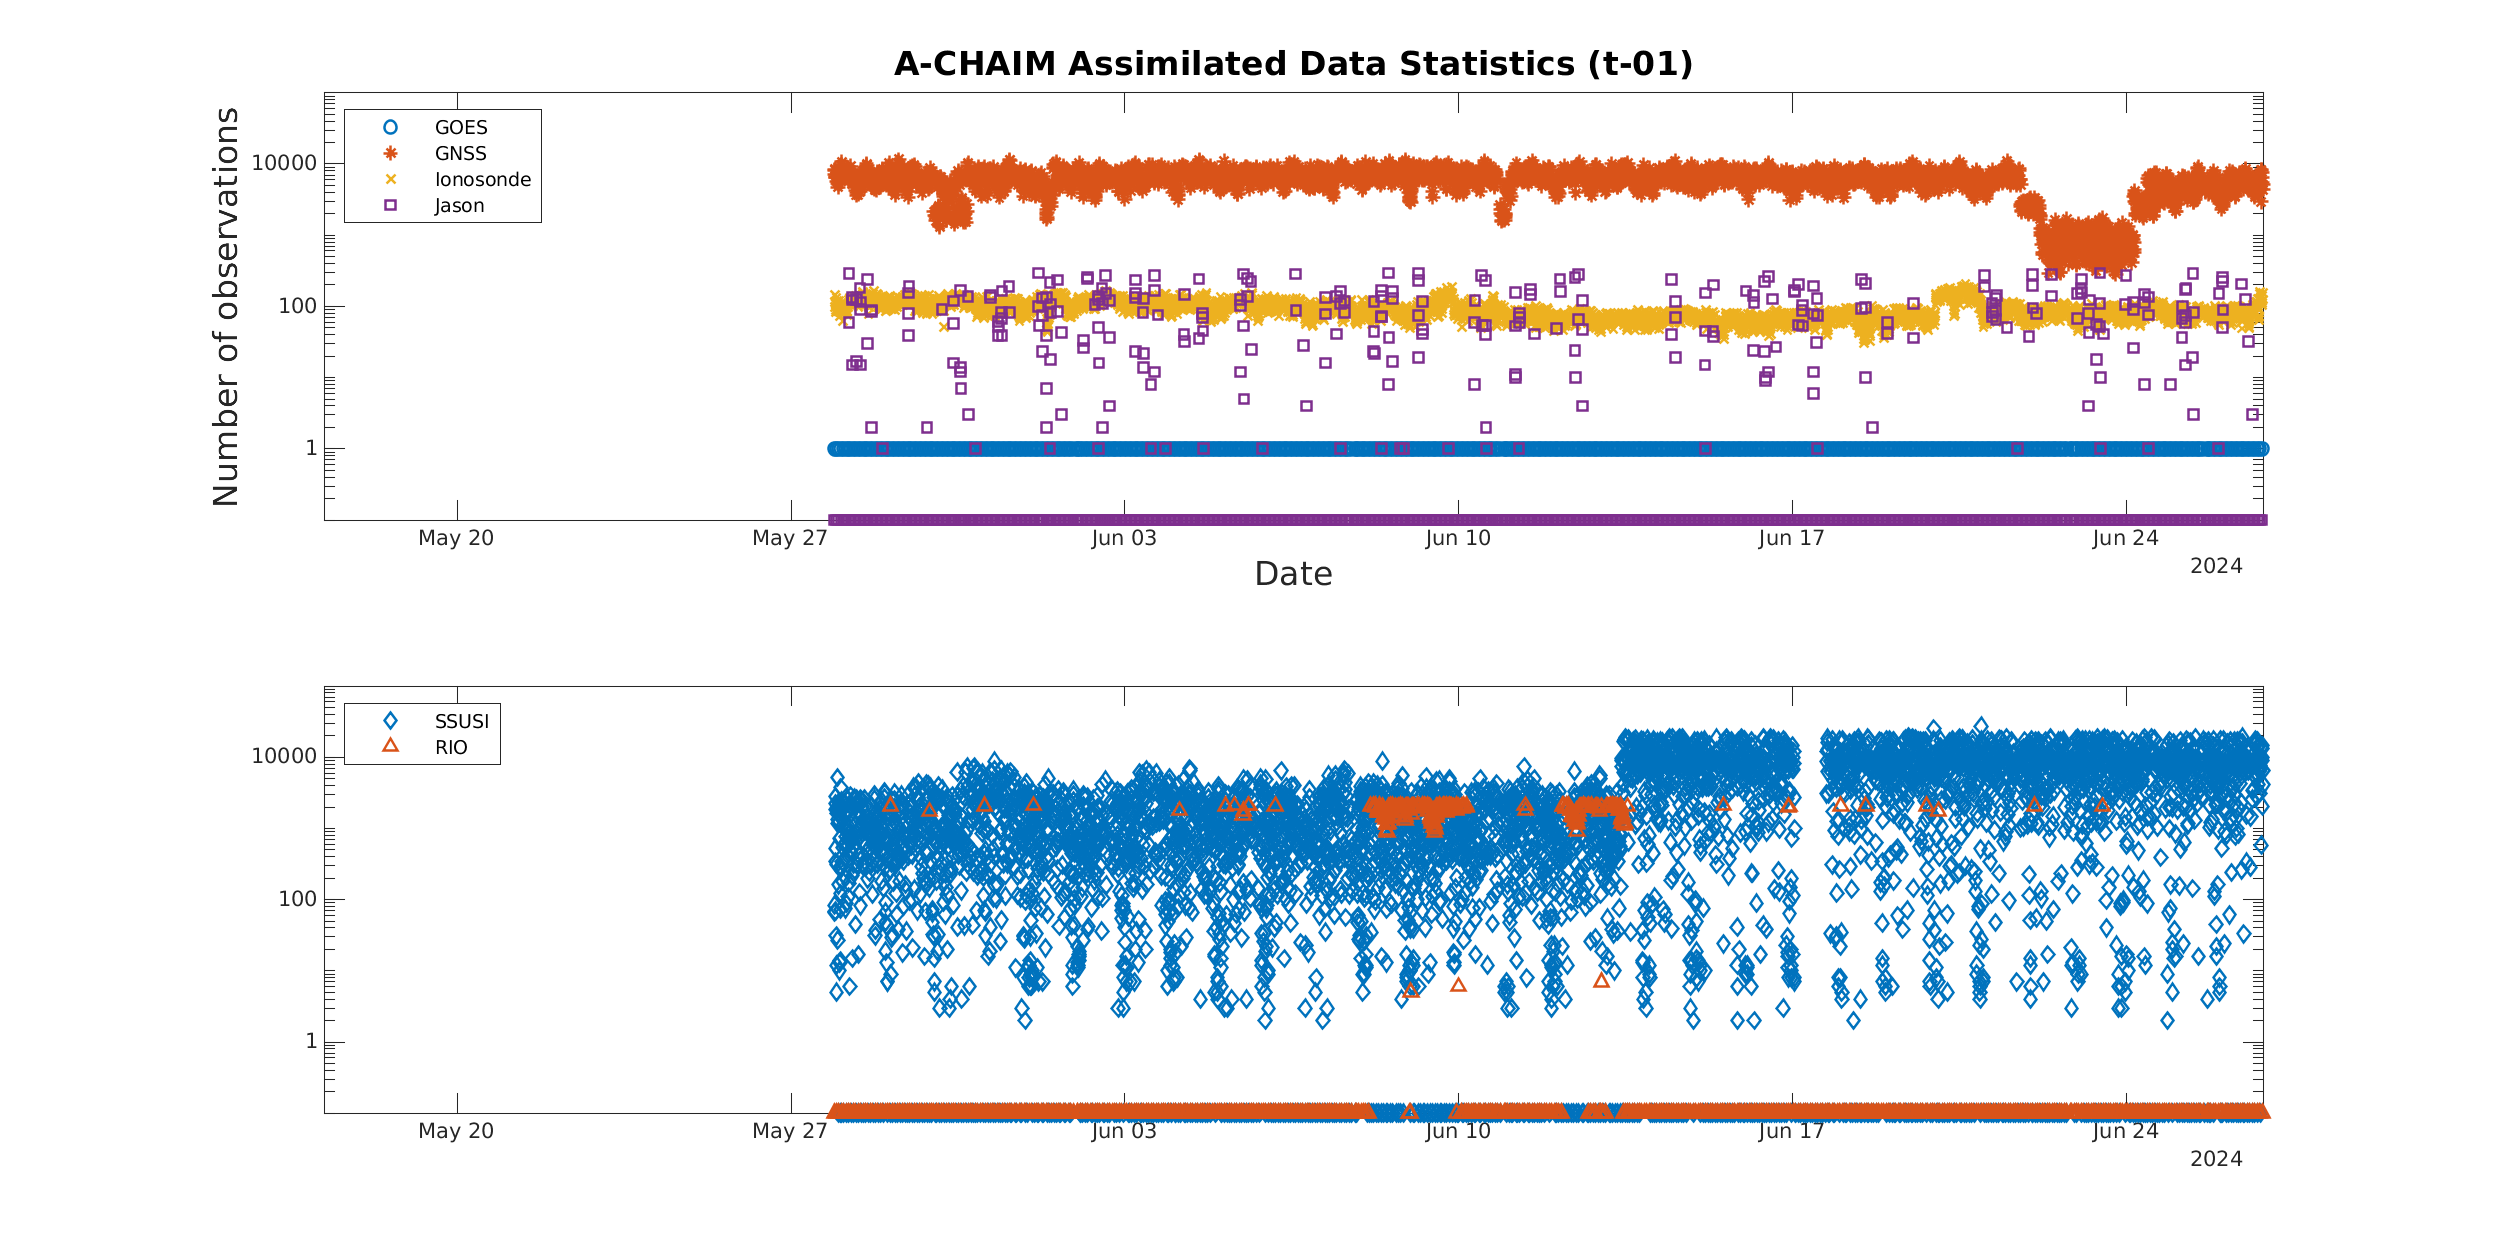 A-CHAIM Assimilated Data Statistics (t-01)
Number of observations
10000
100
1
GOES
GNSS
Ionosonde
Jason
May 20
May 27
Jun 03
Jun 10
Jun 17
Jun 24
2024
Date
10000
100
1
SSUSI
RIO
May 20
May 27
Jun 03
Jun 10
Jun 17
Jun 24
2024